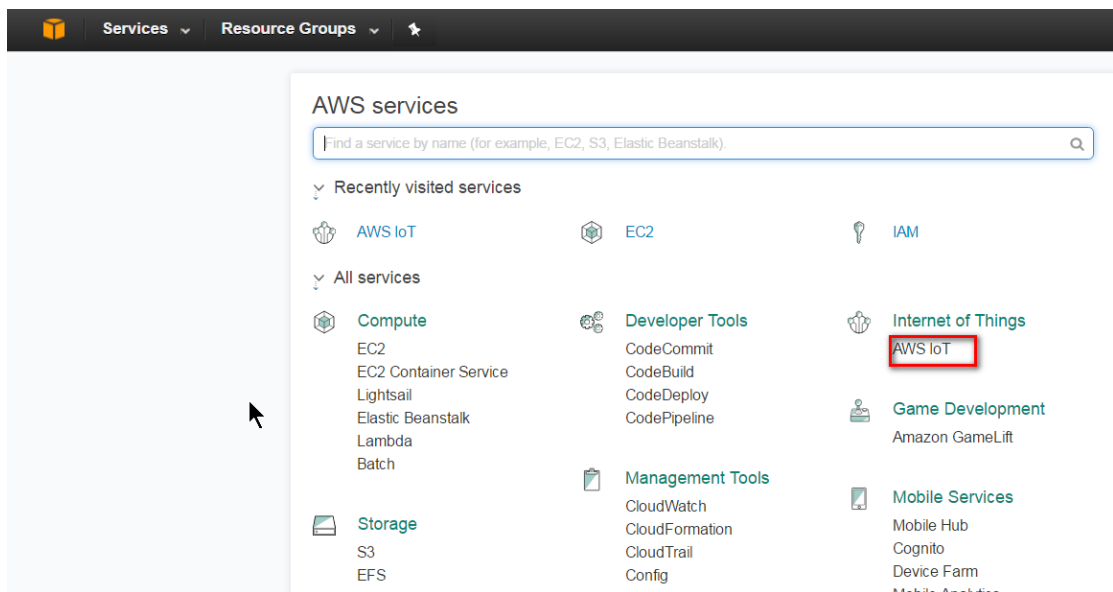 Services Resource Groups
AWS services
Find a service by name (for example, EC2, S3, Elastic Beanstalk).
Recently visited services
AWS IoT EC2 IAM
All services
Compute
EC2
EC2 Container Service
Lightsail
Elastic Beanstalk
Lambda
Batch
Storage
S3
EFS
Developer Tools
CodeCommit
CodeBuild
CodeDeploy
CodePipeline
Management Tools
CloudWatch
CloudFormation
CloudTrail
Config
Internet of Things
AWS IoT
Game Development
Amazon GameLift
Mobile Services
Mobile Hub
Cognito
Device Farm
Mobile Analytics